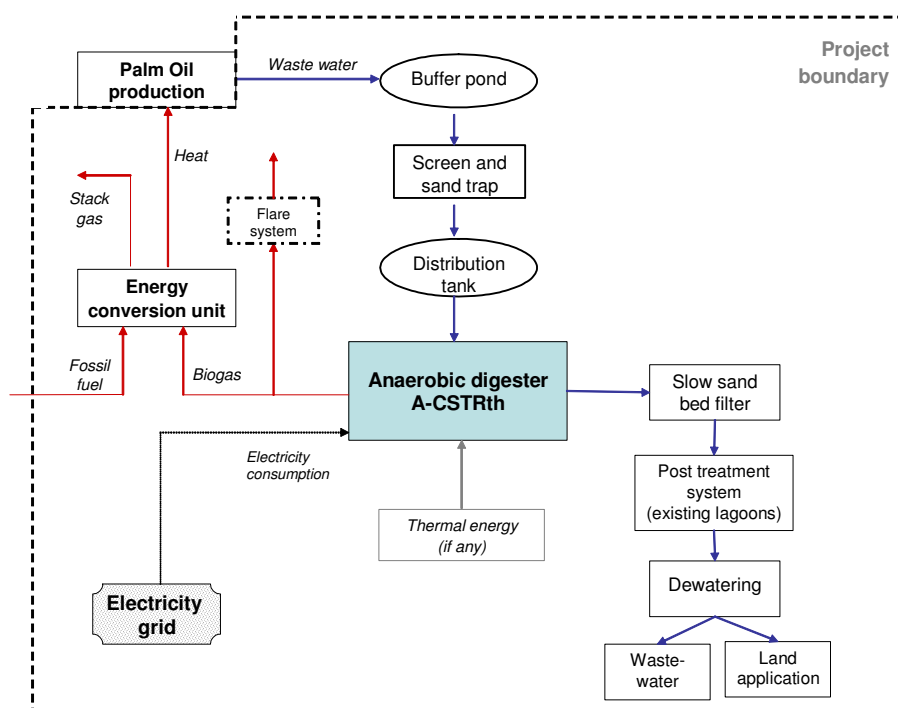 Project
boundary
Palm Oil
production
Waste water
Buffer pond
Heat
Screen and
sand trap
Stack
gas
Flare
system
Distribution
tank
Energy
conversion unit
Fossil
fuel
Biogas
Anaerobic digester
A-CSTRth
Slow sand
bed filter
Electricity
consumption
Post treatment
system
(existing lagoons)
Thermal energy
(if any)
Dewatering
Electricity
grid
Waste-
water
Land
application